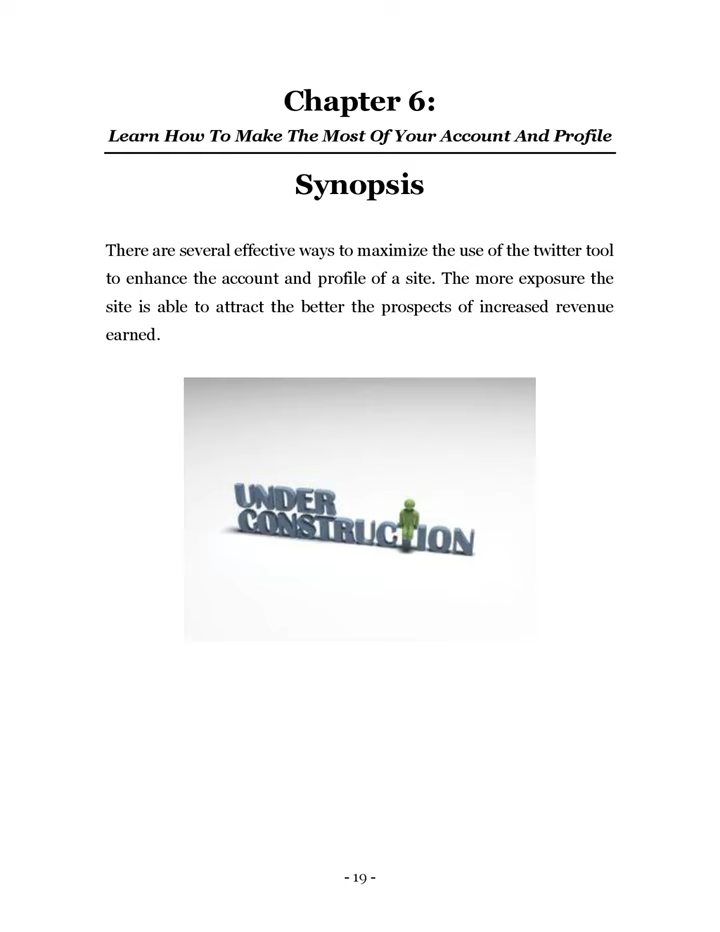 Chapter 6:
Learn How To Make The Most Of Your Account And Profile
Synopsis
There are several effective ways to maximize the use of the twitter tool
to enhance the account and profile of a site. The more exposure the
site is able to attract the better the prospects of increased revenue
earned.
UNDER
CONSTRUCTION
- 19 -